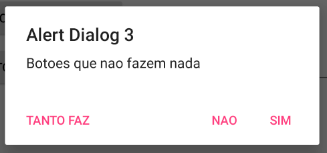 Alert Dialog 3
Botoes que nao fazem nada
TANTO FAZ NAO SIM